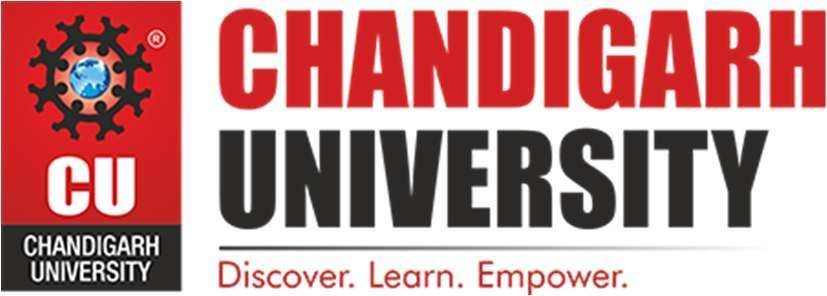 ®
CU
CHANDIGARH
UNIVERSITY
CHANDIGARH
UNIVERSITY
Discover. Learn. Empower.